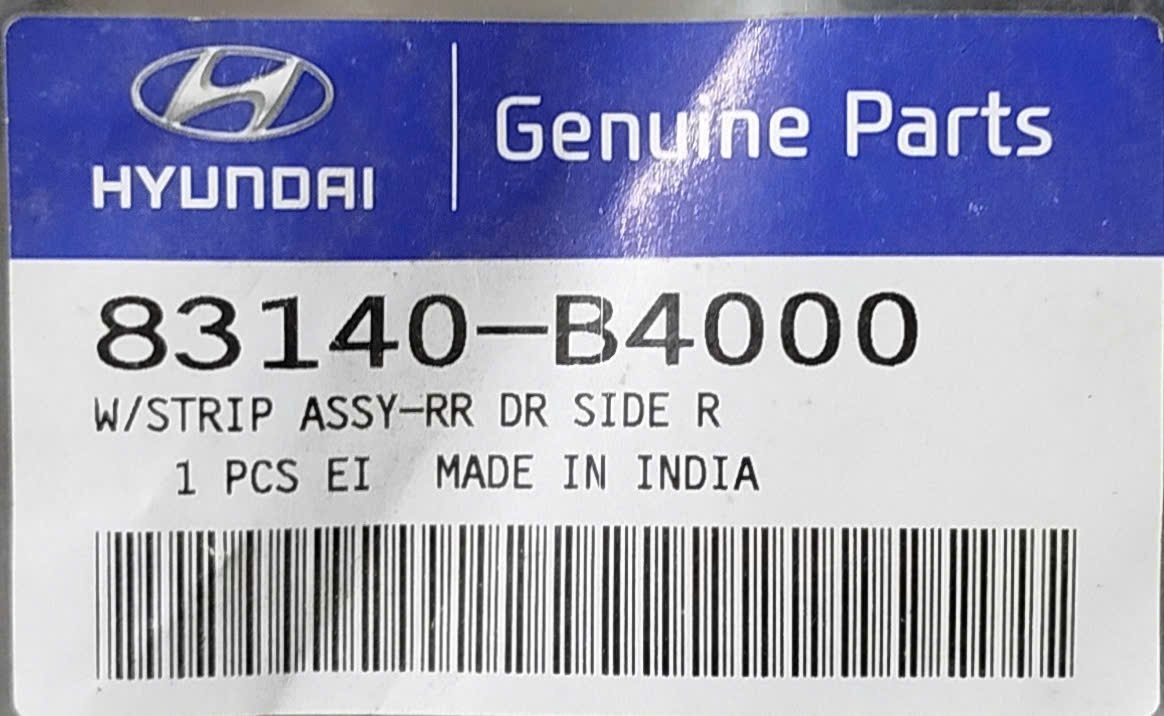 HYUNDAI
Genuine Parts
83140-B4000
W/STRIP ASSY-RR DR SIDE R
1 PCS EI MADE IN INDIA